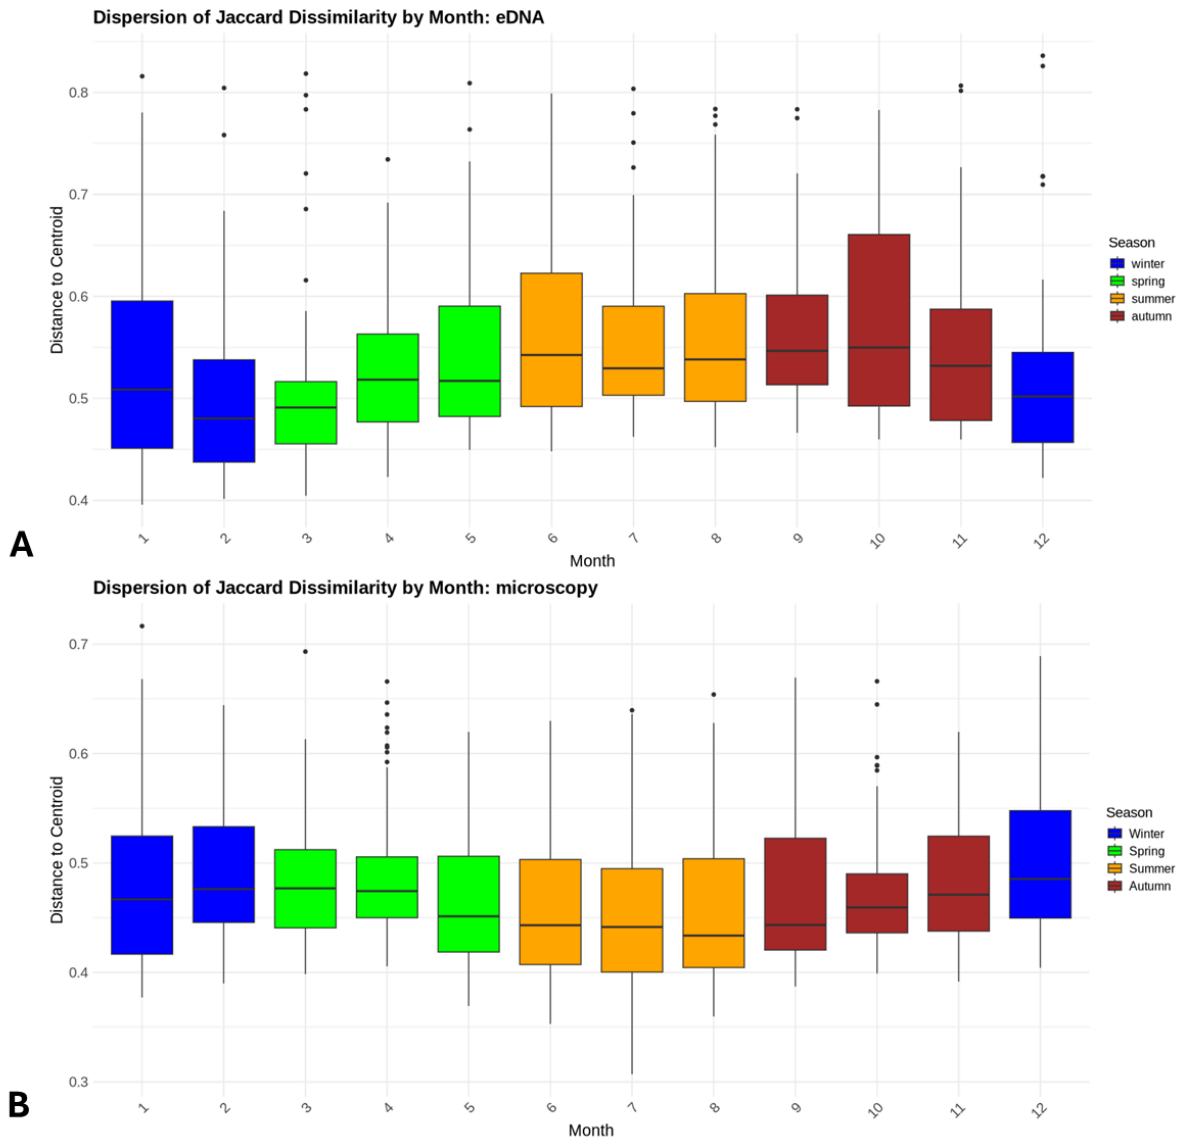 Dispersion of Jaccard Dissimilarity by Month: eDNA
Distance to Centroid
0.8
0.7
0.6
0.5
0.4
1 2 3 4 5 6 7 8 9 10 11 12
Month
Season
winter
spring
summer
autumn
A
Dispersion of Jaccard Dissimilarity by Month: microscopy
Distance to Centroid
0.7
0.6
0.5
0.4
0.3
1 2 3 4 5 6 7 8 9 10 11 12
Month
Season
Winter
Spring
Summer
Autumn
B